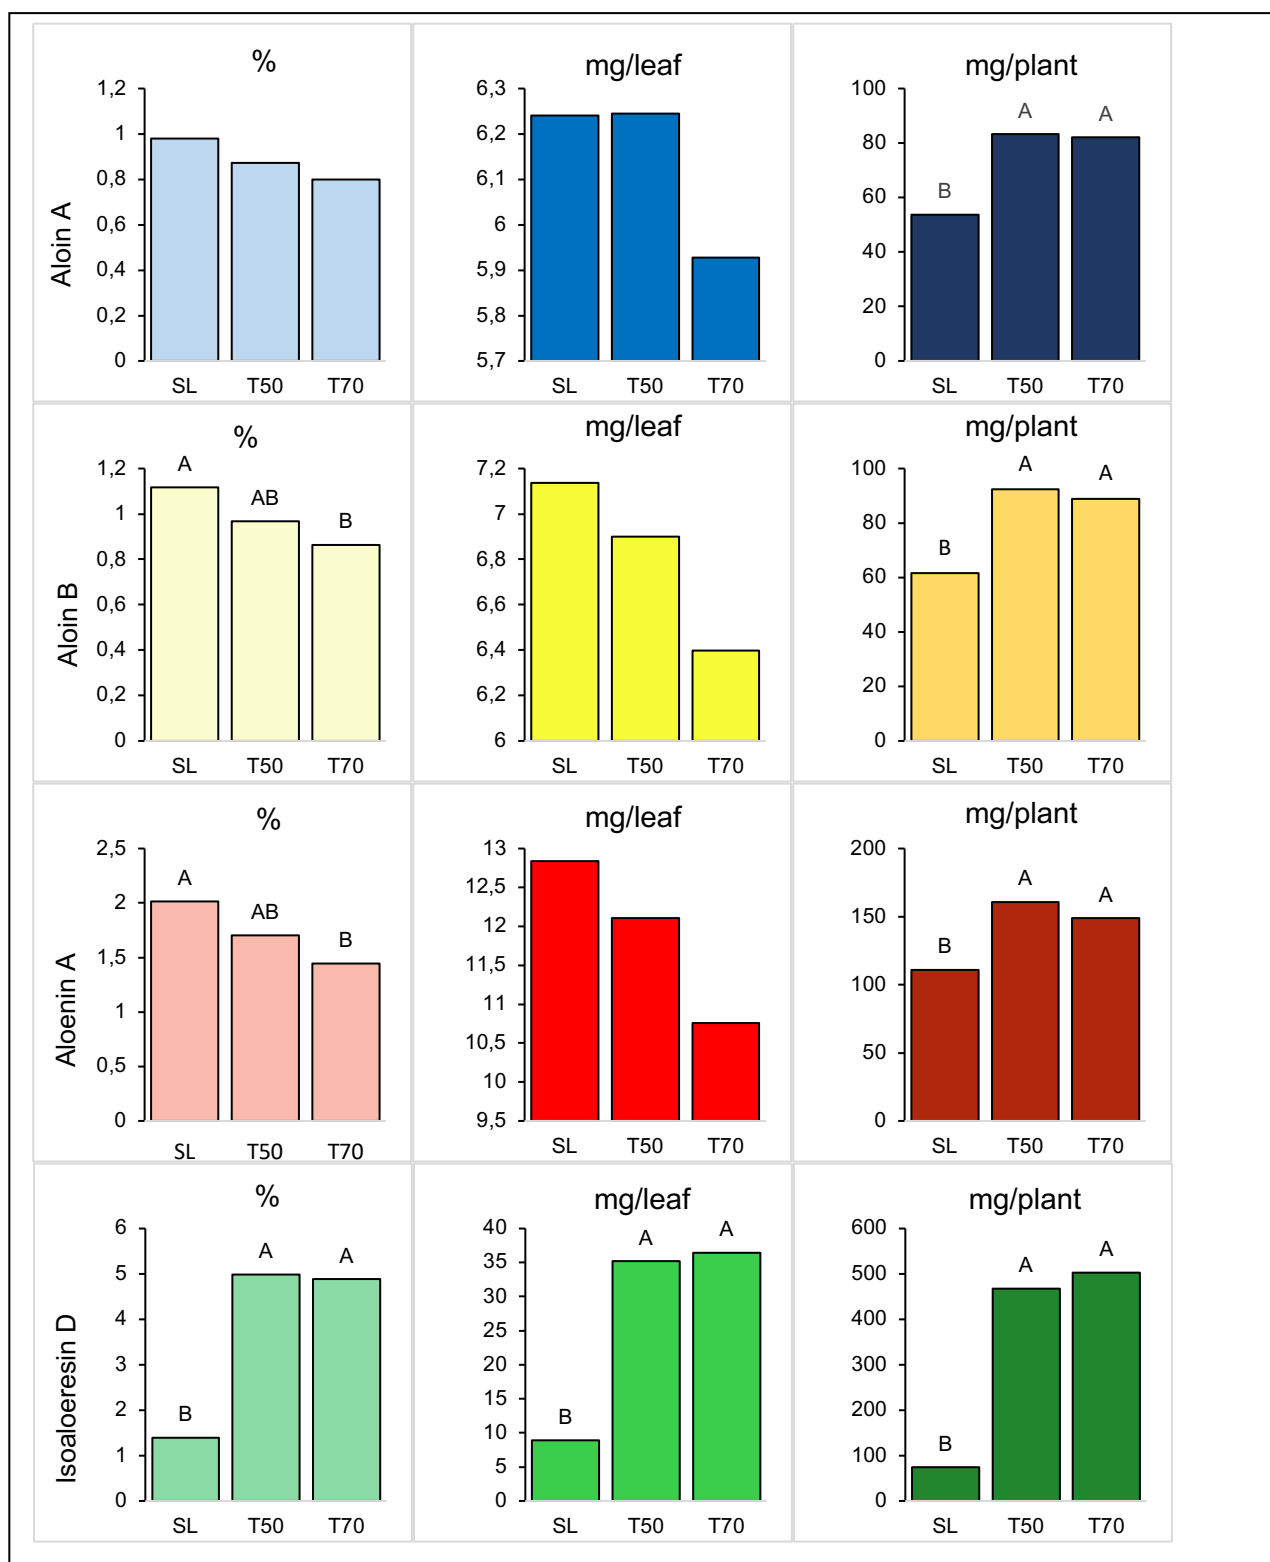 %
1,2
1
0,8
0,6
0,4
0,2
0
Aloin A
SL T50 T70
mg/leaf
6,3
6,2
6,1
6
5,9
5,8
5,7
SL T50 T70
mg/plant
100
80
60
40
20
0
B A A
SL T50 T70
%
1,2
1
0,8
0,6
0,4
0,2
0
Aloin B
A AB B
SL T50 T70
mg/leaf
7,2
7
6,8
6,6
6,4
6,2
6
SL T50 T70
mg/plant
100
80
60
40
20
0
B A A
SL T50 T70
%
2,5
2
1,5
1
0,5
0
Aloenin A
A AB B
SL T50 T70
mg/leaf
13
12,5
12
11,5
11
10,5
10
9,5
SL T50 T70
mg/plant
200
150
100
50
0
B A A
SL T50 T70
%
6
5
4
3
2
1
0
Isoaloeresin D
B A A
SL T50 T70
mg/leaf
40
35
30
25
20
15
10
5
0
B A A
SL T50 T70
mg/plant
600
500
400
300
200
100
0
B A A
SL T50 T70